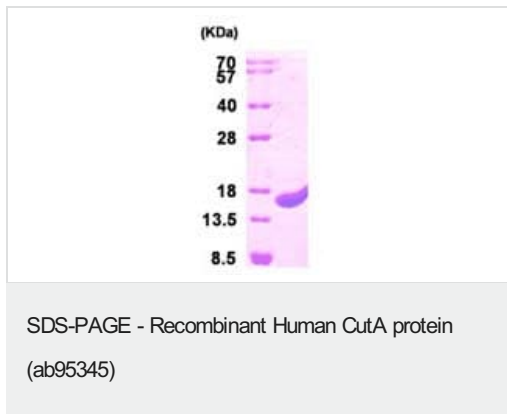 (KDa)
70
57
40
28
18
13.5
8.5
SDS-PAGE - Recombinant Human CutA protein
(ab95345)